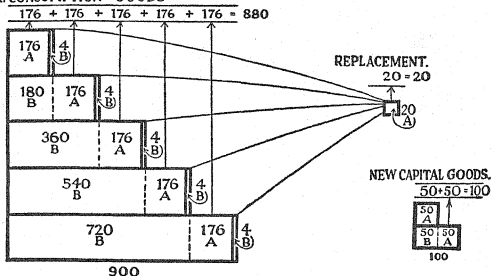 176 + 176 + 176 + 176 + 176 = 880
176
A
4
B
180
B
176
A
4
B
360
B
176
A
4
B
540
B
176
A
4
B
720
B
176
A
4
B
900
REPLACEMENT.
20=20
20
A
NEW CAPITAL GOODS.
50+50=100
50
A
50
B
50
A
100